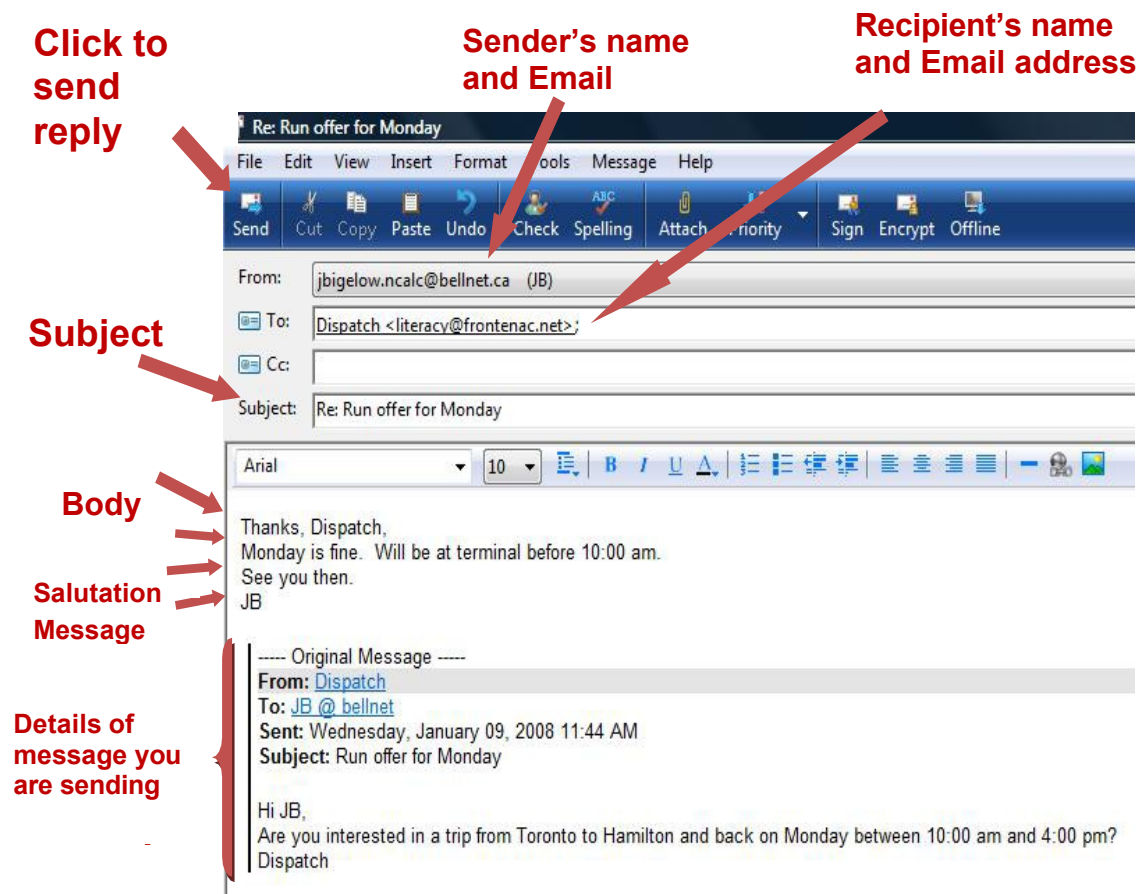 Click to
send
reply
Sender's name
and Email
Recipient's name
and Email address
Re: Run offer for Monday
File Edit View Insert Format Tools Message Help
Send Cut Copy Paste Undo Check Spelling Attach Priority Sign Encrypt Offline
From: jbigelow.ncalc@bellnet.ca (JB)
To: Dispatch <literacy@frontenac.net>;
Cc:
Subject
Subject: Re: Run offer for Monday
Arial 10
Body
Thanks, Dispatch,
Monday is fine. Will be at terminal before 10:00 am.
See you then.
JB
Salutation
Message
----- Original Message -----
From: Dispatch
To: JB @ bellnet
Sent: Wednesday, January 09, 2008 11:44 AM
Subject: Run offer for Monday
Details of
message you
are sending
Hi JB,
Are you interested in a trip from Toronto to Hamilton and back on Monday between 10:00 am and 4:00 pm?
Dispatch